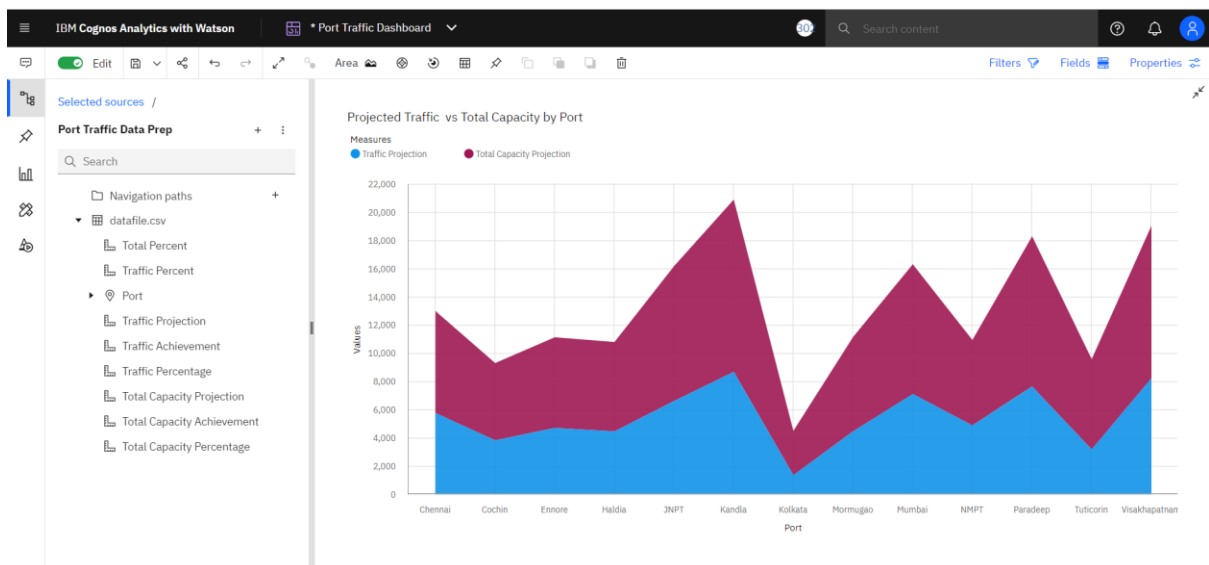 IBM Cognos Analytics with Watson
* Port Traffic Dashboard
Search content
Edit
Area
Filters
Fields
Properties
Selected sources /
Port Traffic Data Prep
Search
Navigation paths
datafile.csv
Total Percent
Traffic Percent
Port
Traffic Projection
Traffic Achievement
Traffic Percentage
Total Capacity Projection
Total Capacity Achievement
Total Capacity Percentage
Projected Traffic vs Total Capacity by Port
Measures
Traffic Projection Total Capacity Projection
Values
22,000
20,000
18,000
16,000
14,000
12,000
10,000
8,000
6,000
4,000
2,000
0
Chennai Cochin Ennore Haldia JNPT Kandla Kolkata Mormugao Mumbai NMPT Paradeep Tuticorin Visakhapatnam
Port